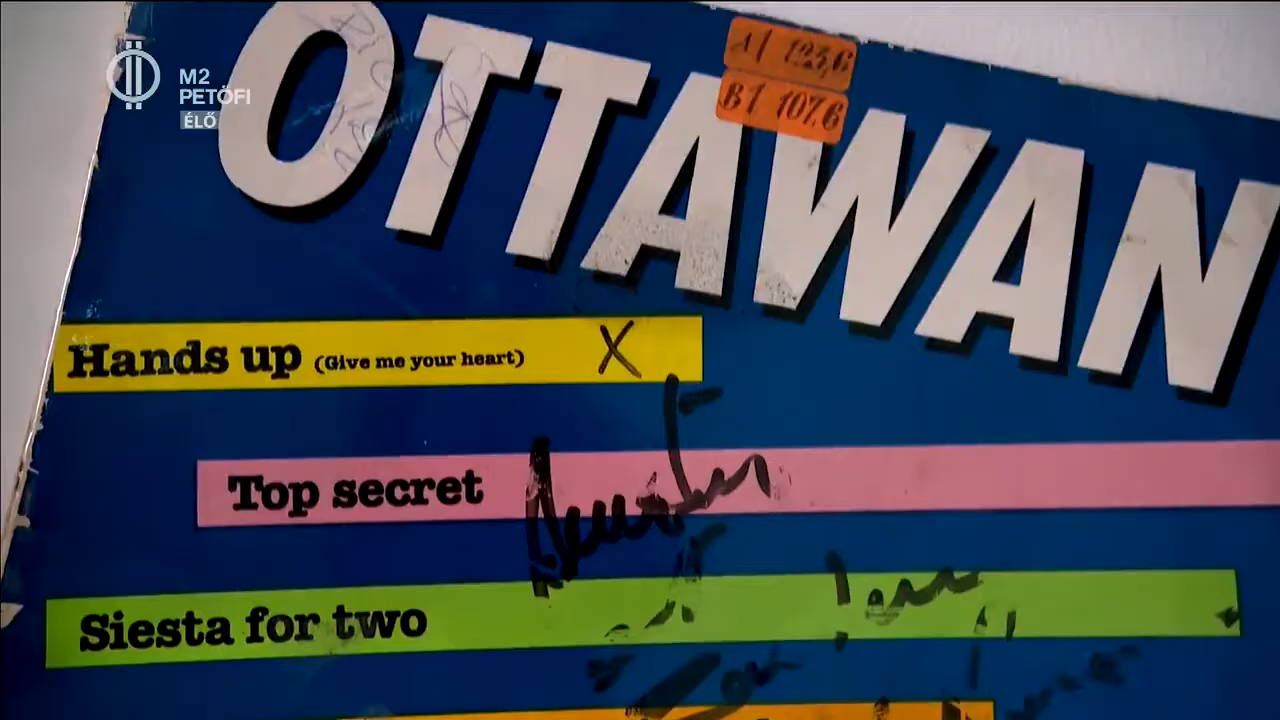 M2
PETŐFI
ÉLŐ
OTTAWAN
A1 123,6
B1 107.6
Hands up (Give me your heart) X
Top secret
Siesta for two